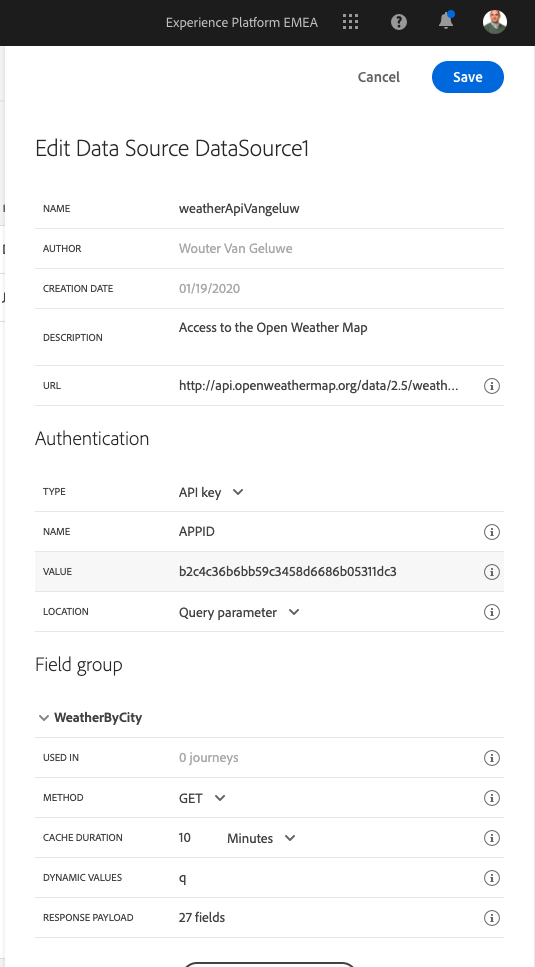 Experience Platform EMEA
Cancel
Save
Edit Data Source DataSource1
NAME weatherApiVangeluw
AUTHOR Wouter Van Geluwe
CREATION DATE 01/19/2020
DESCRIPTION Access to the Open Weather Map
URL http://api.openweathermap.org/data/2.5/weath...
Authentication
TYPE API key
NAME APPID
VALUE b2c4c36b6bb59c3458d6686b05311dc3
LOCATION Query parameter
Field group
WeatherByCity
USED IN 0 journeys
METHOD GET
CACHE DURATION 10 Minutes
DYNAMIC VALUES q
RESPONSE PAYLOAD 27 fields